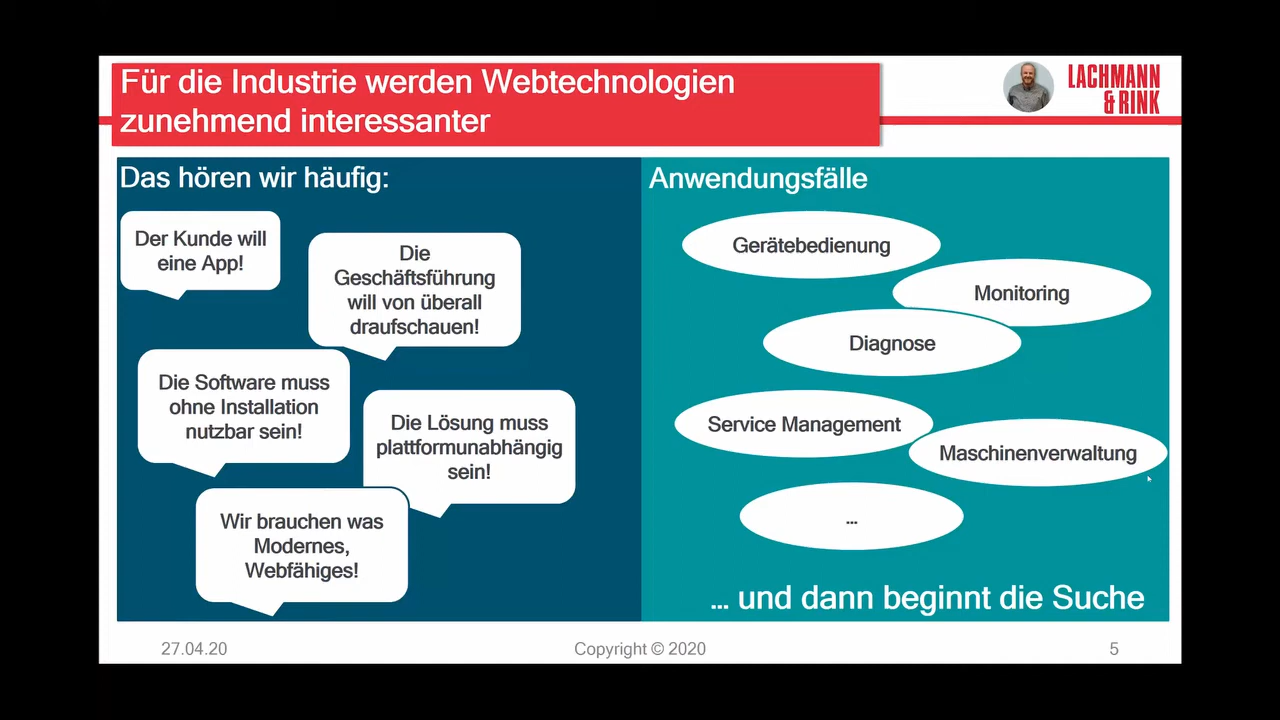 Für die Industrie werden Webtechnologien
zunehmend interessanter
LACHMANN
& RINK
Das hören wir häufig:
Der Kunde will
eine App!
Die
Geschäftsführung
will von überall
draufschauen!
Die Software muss
ohne Installation
nutzbar sein!
Die Lösung muss
plattformunabhängig
sein!
Wir brauchen was
Modernes,
Webfähiges!
Anwendungsfälle
Gerätebedienung
Monitoring
Diagnose
Service Management
Maschinenverwaltung
...
... und dann beginnt die Suche
27.04.20
Copyright © 2020
5